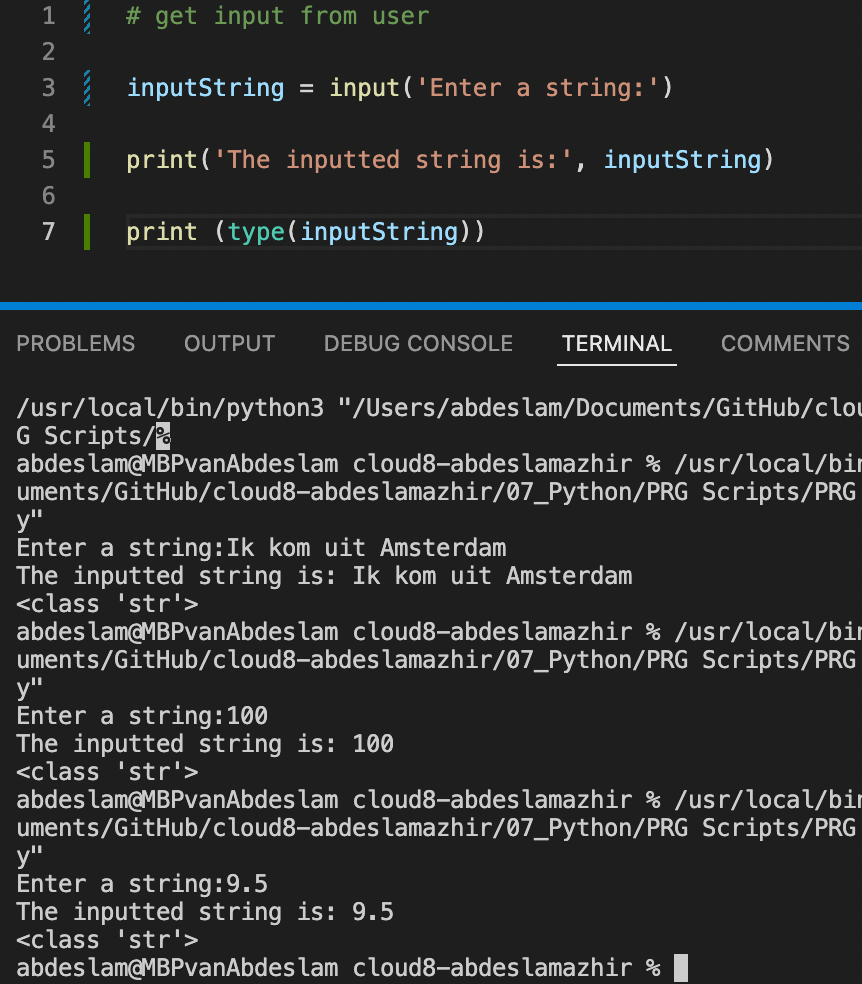 1 # get input from user
2
3 inputString = input('Enter a string:')
4
5 print('The inputted string is:', inputString)
6
7 print (type(inputString))
PROBLEMS OUTPUT DEBUG CONSOLE TERMINAL COMMENTS
/usr/local/bin/python3 "/Users/abdeslam/Documents/GitHub/clou
G Scripts/%
abdeslam@MBPvanAbdeslam cloud8-abdeslamazhir % /usr/local/bin
uments/GitHub/cloud8-abdeslamazhir/07_Python/PRG Scripts/PRG
y"
Enter a string:Ik kom uit Amsterdam
The inputted string is: Ik kom uit Amsterdam
<class 'str'>
abdeslam@MBPvanAbdeslam cloud8-abdeslamazhir % /usr/local/bin
uments/GitHub/cloud8-abdeslamazhir/07_Python/PRG Scripts/PRG
y"
Enter a string:100
The inputted string is: 100
<class 'str'>
abdeslam@MBPvanAbdeslam cloud8-abdeslamazhir % /usr/local/bin
uments/GitHub/cloud8-abdeslamazhir/07_Python/PRG Scripts/PRG
y"
Enter a string:9.5
The inputted string is: 9.5
<class 'str'>
abdeslam@MBPvanAbdeslam cloud8-abdeslamazhir %